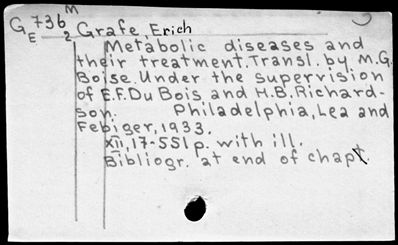 G 736 M
E 2 Grafe, Erich
Metabolic diseases and
their treatment. Transl. by M.G.
Boise. Under the supervision
of E.F. Du Bois and H.B. Richard-
son. Philadelphia, Lea and
Febiger, 1933.
XII, 17-551 p. with ill.
Bibliogr. at end of chapt.